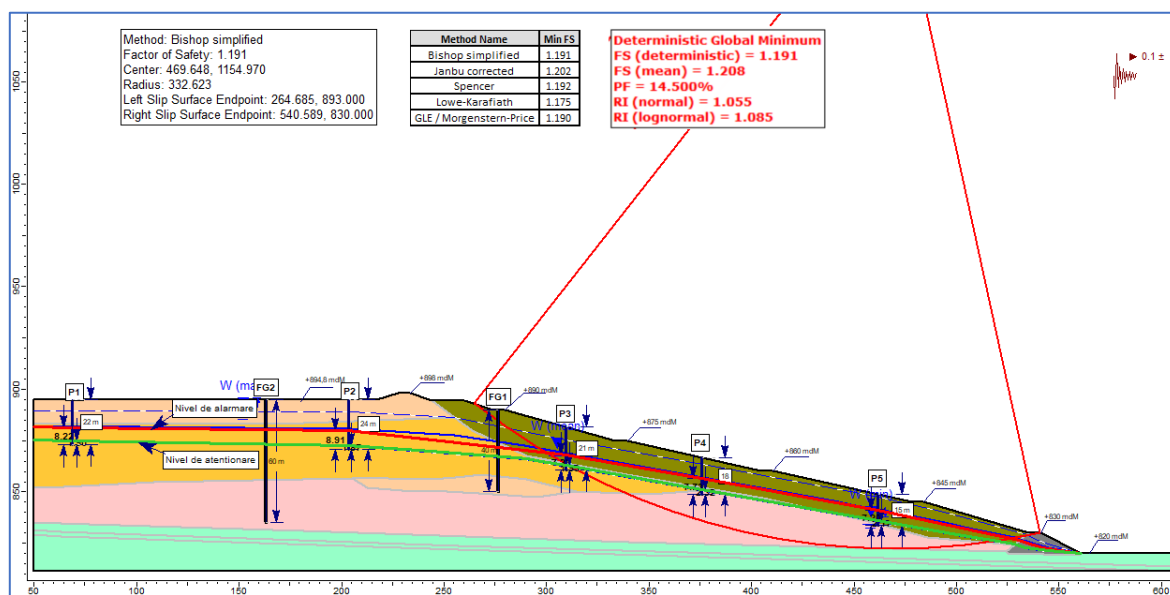 Method: Bishop simplified
Factor of Safety: 1.191
Center: 469.648, 1154.970
Radius: 332.623
Left Slip Surface Endpoint: 264.685, 893.000
Right Slip Surface Endpoint: 540.589, 830.000
Method Name Min FS
Bishop simplified 1.191
Janbu corrected 1.202
Spencer 1.192
Lowe-Karafiath 1.175
GLE / Morgenstern-Price 1.190
Deterministic Global Minimum
FS (deterministic) = 1.191
FS (mean) = 1.208
PF = 14.500%
RI (normal) = 1.055
RI (lognormal) = 1.085
0.1 ±
1050
1000
950
900
850
P1
FG2
P2
FG1
P3
P4
P5
W (ma
+894,8 mdM
+898 mdM
+890 mdM
+875 mdM
+860 mdM
+845 mdM
+830 mdM
+820 mdM
Nivel de alarmare
Nivel de atentionare
22 m
24 m
21 m
18
15 m
8.22
8.91
60 m
40 m
50 100 150 200 250 300 350 400 450 500 550 600